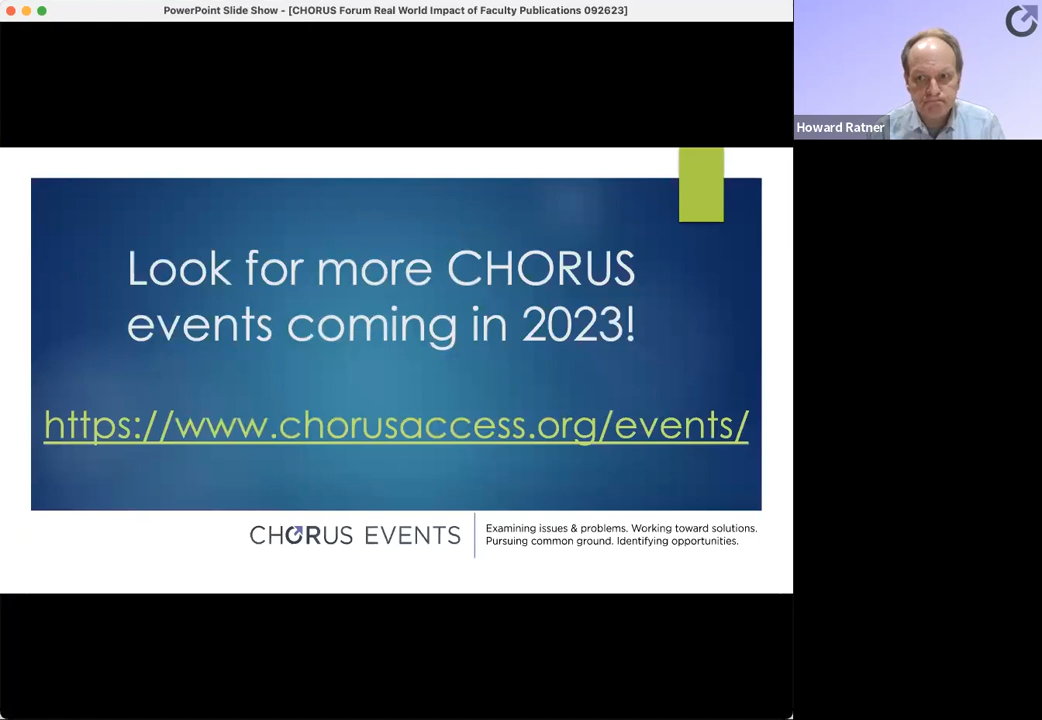 PowerPoint Slide Show - [CHORUS Forum Real World Impact of Faculty Publications 092623]
Howard Ratner
Look for more CHORUS
events coming in 2023!
https://www.chorusaccess.org/events/
CHORUS EVENTS
Examining issues & problems. Working toward solutions.
Pursuing common ground. Identifying opportunities.